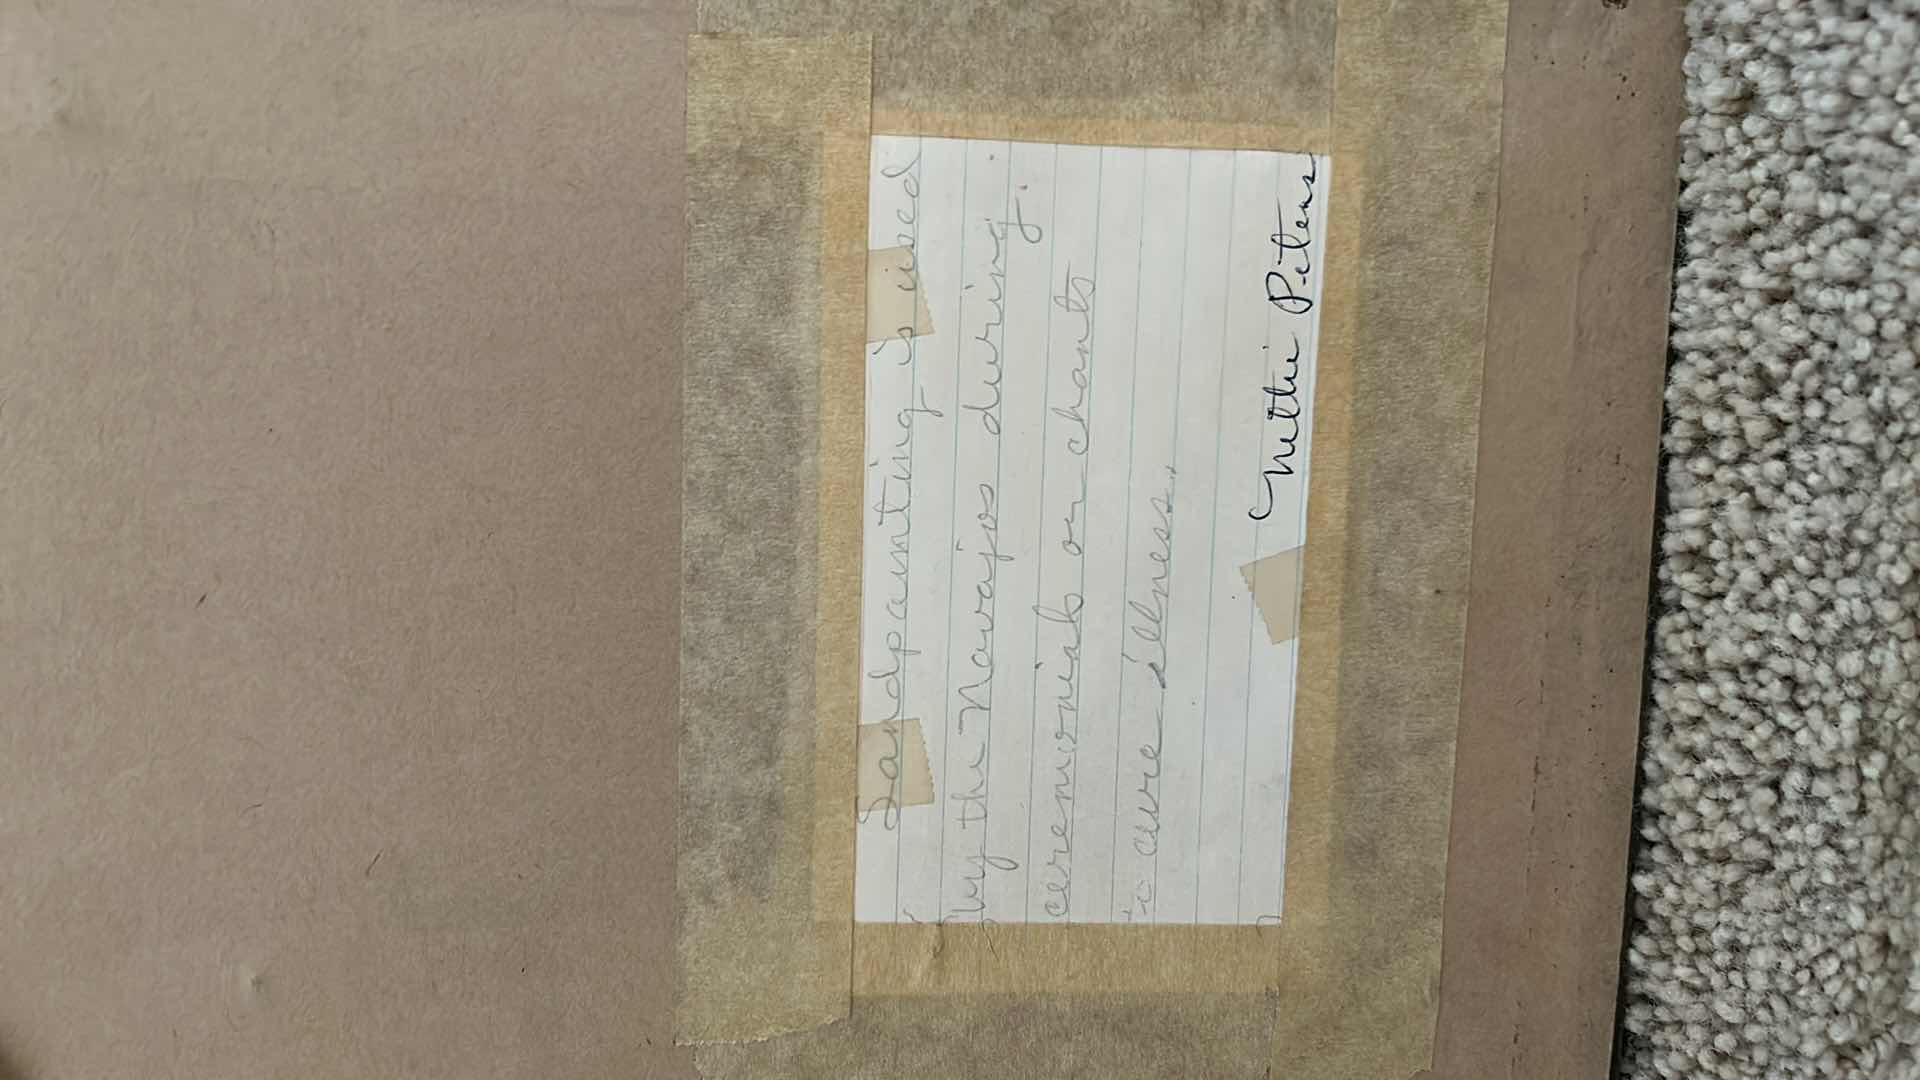 Sandpainting is used
by the Navajos during
ceremonials or chants
to cure illness.
Nettie Peters